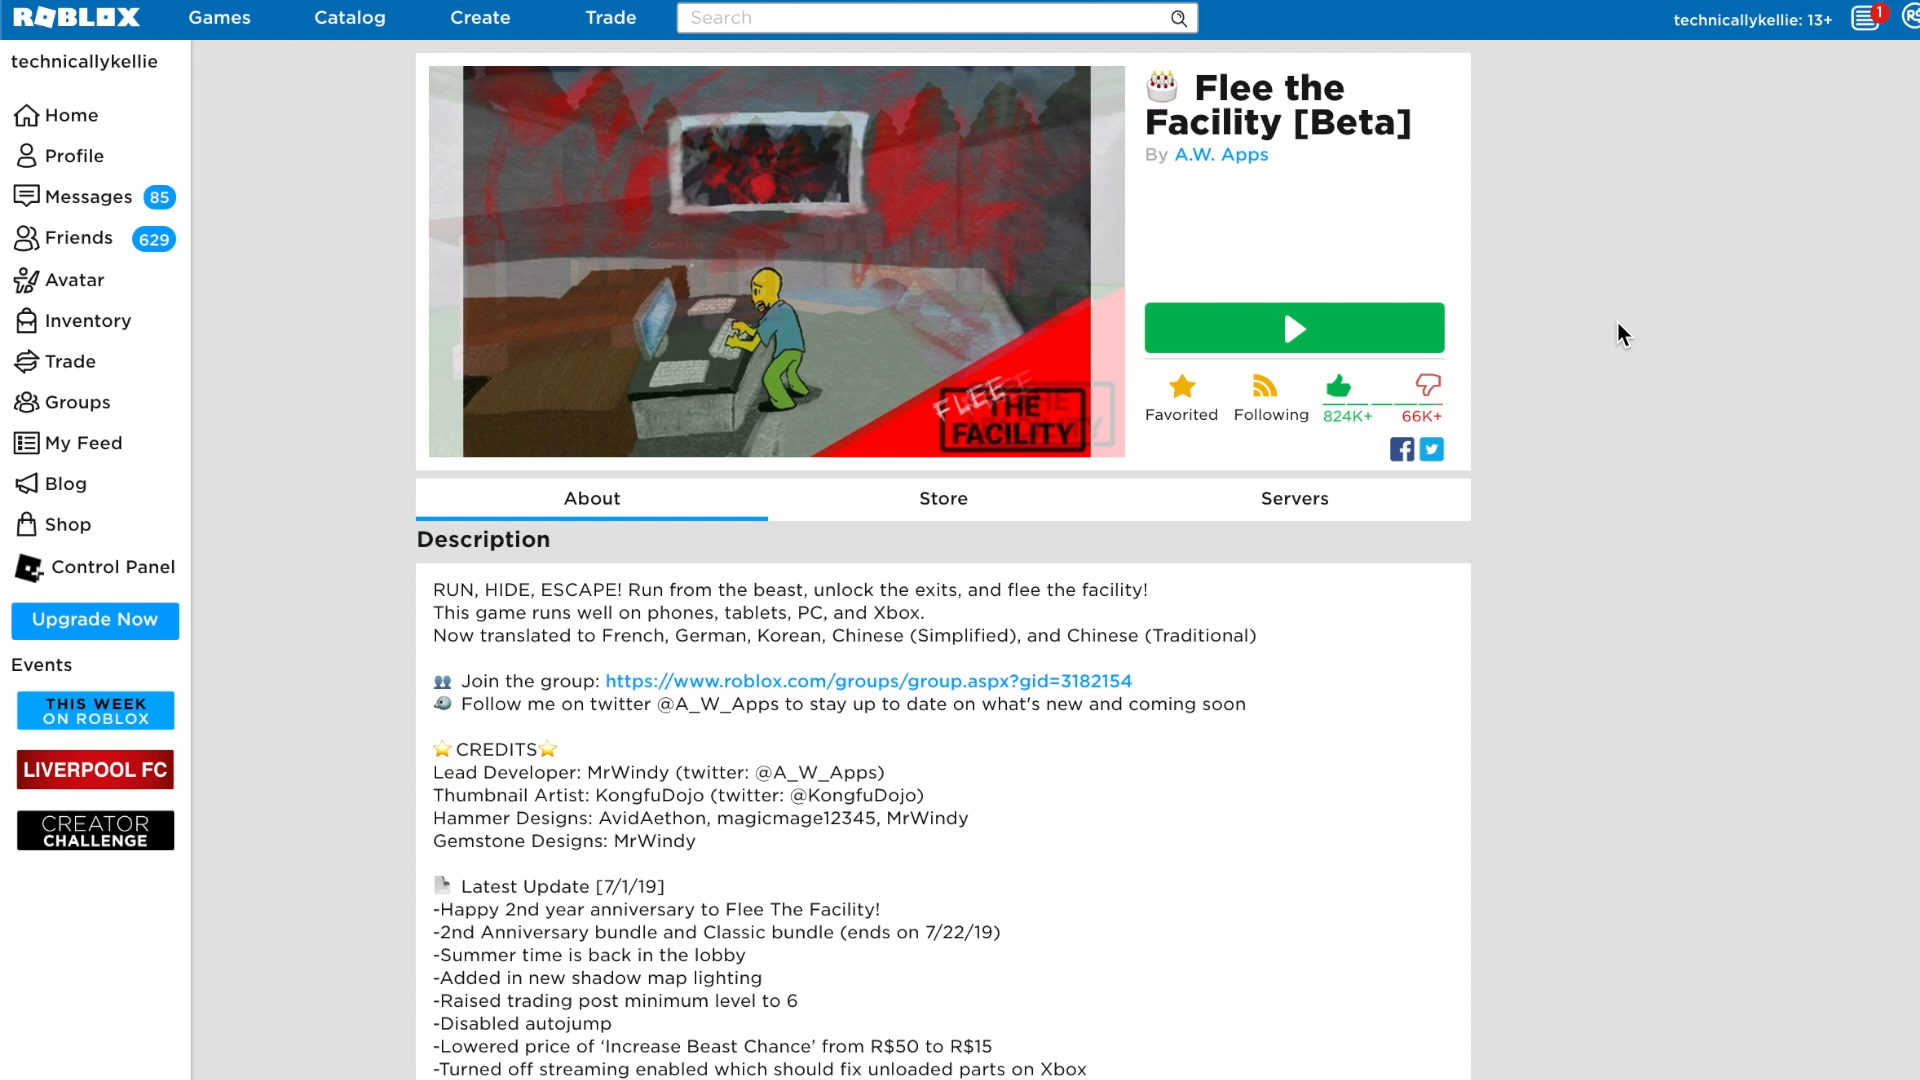 ROBLOX
Games
Catalog
Create
Trade
Search
technicallykellie: 13+
1
technicallykellie
Home
Profile
Messages 85
Friends 629
Avatar
Inventory
Trade
Groups
My Feed
Blog
Shop
Control Panel
Upgrade Now
Events
THIS WEEK
ON ROBLOX
LIVERPOOL FC
CREATOR
CHALLENGE
FLEE
THE
FACILITY
Flee the
Facility [Beta]
By A.W. Apps
Favorited
Following
824K+
66K+
About
Store
Servers
Description
RUN, HIDE, ESCAPE! Run from the beast, unlock the exits, and flee the facility!
This game runs well on phones, tablets, PC, and Xbox.
Now translated to French, German, Korean, Chinese (Simplified), and Chinese (Traditional)
👥 Join the group: https://www.roblox.com/groups/group.aspx?gid=3182154
🐦 Follow me on twitter @A_W_Apps to stay up to date on what's new and coming soon
⭐CREDITS⭐
Lead Developer: MrWindy (twitter: @A_W_Apps)
Thumbnail Artist: KongfuDojo (twitter: @KongfuDojo)
Hammer Designs: AvidAethon, magicmage12345, MrWindy
Gemstone Designs: MrWindy
📄 Latest Update [7/1/19]
-Happy 2nd year anniversary to Flee The Facility!
-2nd Anniversary bundle and Classic bundle (ends on 7/22/19)
-Summer time is back in the lobby
-Added in new shadow map lighting
-Raised trading post minimum level to 6
-Disabled autojump
-Lowered price of ‘Increase Beast Chance’ from R$50 to R$15
-Turned off streaming enabled which should fix unloaded parts on Xbox